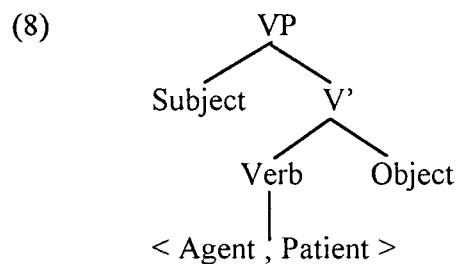 (8) VP
Subject V'
Verb Object
< Agent , Patient >